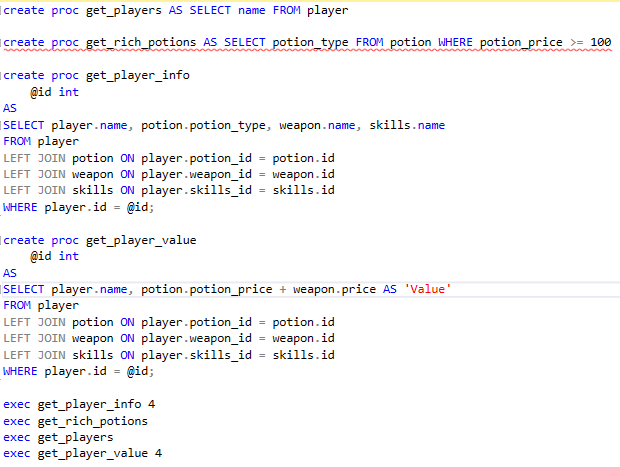 create proc get_players AS SELECT name FROM player
create proc get_rich_potions AS SELECT potion_type FROM potion WHERE potion_price >= 100
create proc get_player_info
@id int
AS
SELECT player.name, potion.potion_type, weapon.name, skills.name
FROM player
LEFT JOIN potion ON player.potion_id = potion.id
LEFT JOIN weapon ON player.weapon_id = weapon.id
LEFT JOIN skills ON player.skills_id = skills.id
WHERE player.id = @id;
create proc get_player_value
@id int
AS
SELECT player.name, potion.potion_price + weapon.price AS 'Value'
FROM player
LEFT JOIN potion ON player.potion_id = potion.id
LEFT JOIN weapon ON player.weapon_id = weapon.id
LEFT JOIN skills ON player.skills_id = skills.id
WHERE player.id = @id;
exec get_player_info 4
exec get_rich_potions
exec get_players
exec get_player_value 4